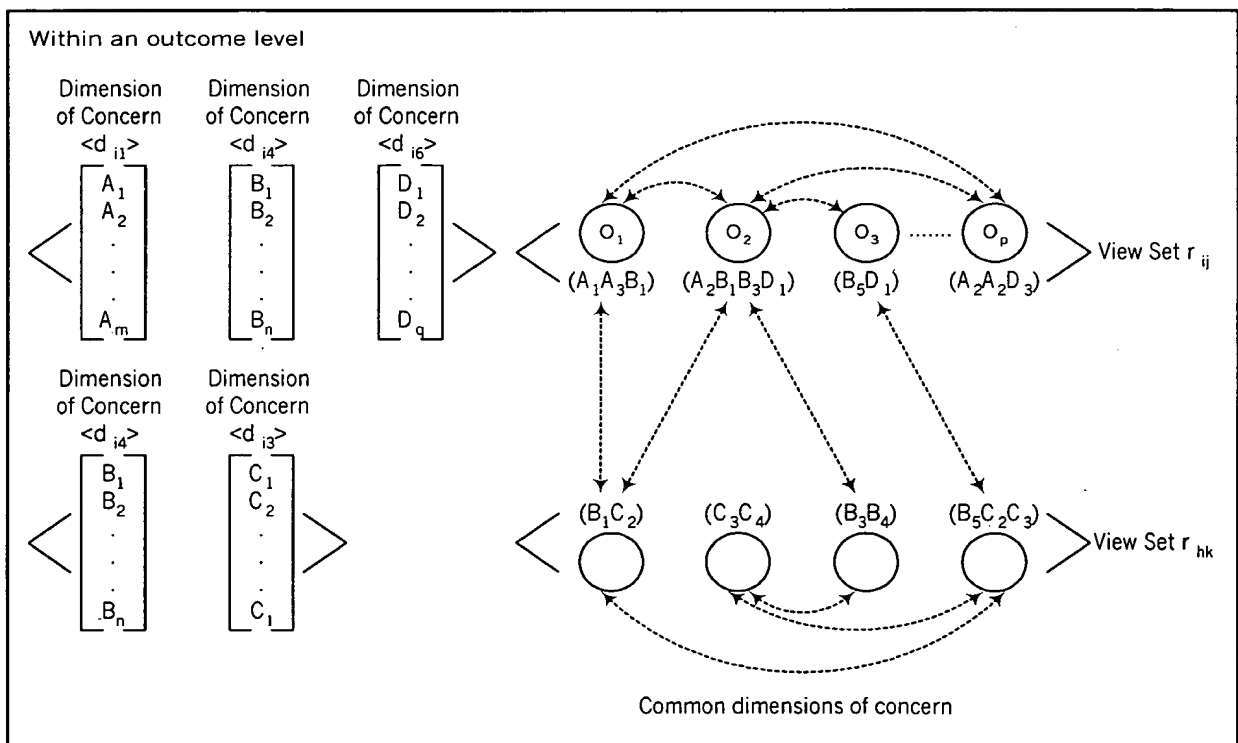 Within an outcome level
Dimension of Concern <d i1>
Dimension of Concern <d i4>
Dimension of Concern <d i6>
A1
A2
.
.
.
Am
B1
B2
.
.
.
Bn
D1
D2
.
.
.
Dq
O1 O2 O3 ...... Op
(A1A3B1) (A2B1B3D1) (B5D1) (A2A2D3)
View Set r ij
Dimension of Concern <d i4>
Dimension of Concern <d i3>
B1
B2
.
.
.
Bn
C1
C2
.
.
.
C1
(B1C2) (C3C4) (B3B4) (B5C2C3)
View Set r hk
Common dimensions of concern